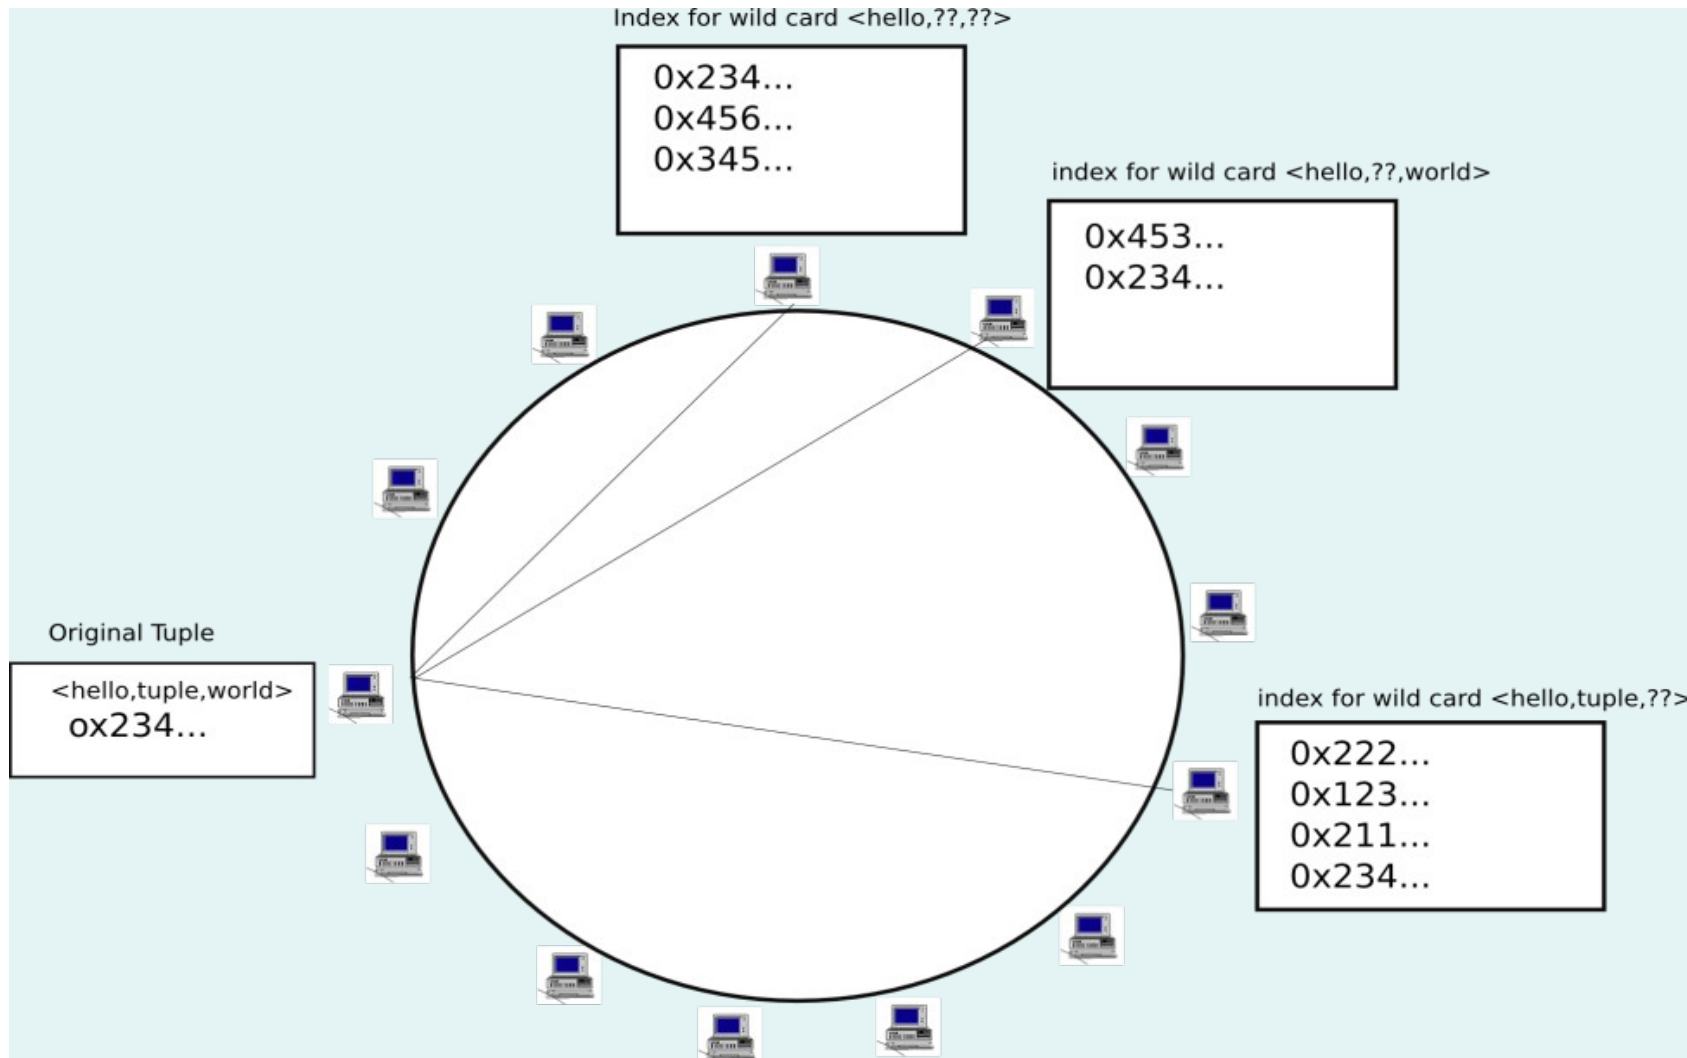 Index for wild card <hello,??,??>
0x234...
0x456...
0x345...
index for wild card <hello,??,world>
0x453...
0x234...
Original Tuple
<hello,tuple,world>
ox234...
index for wild card <hello,tuple,??>
0x222...
0x123...
0x211...
0x234...